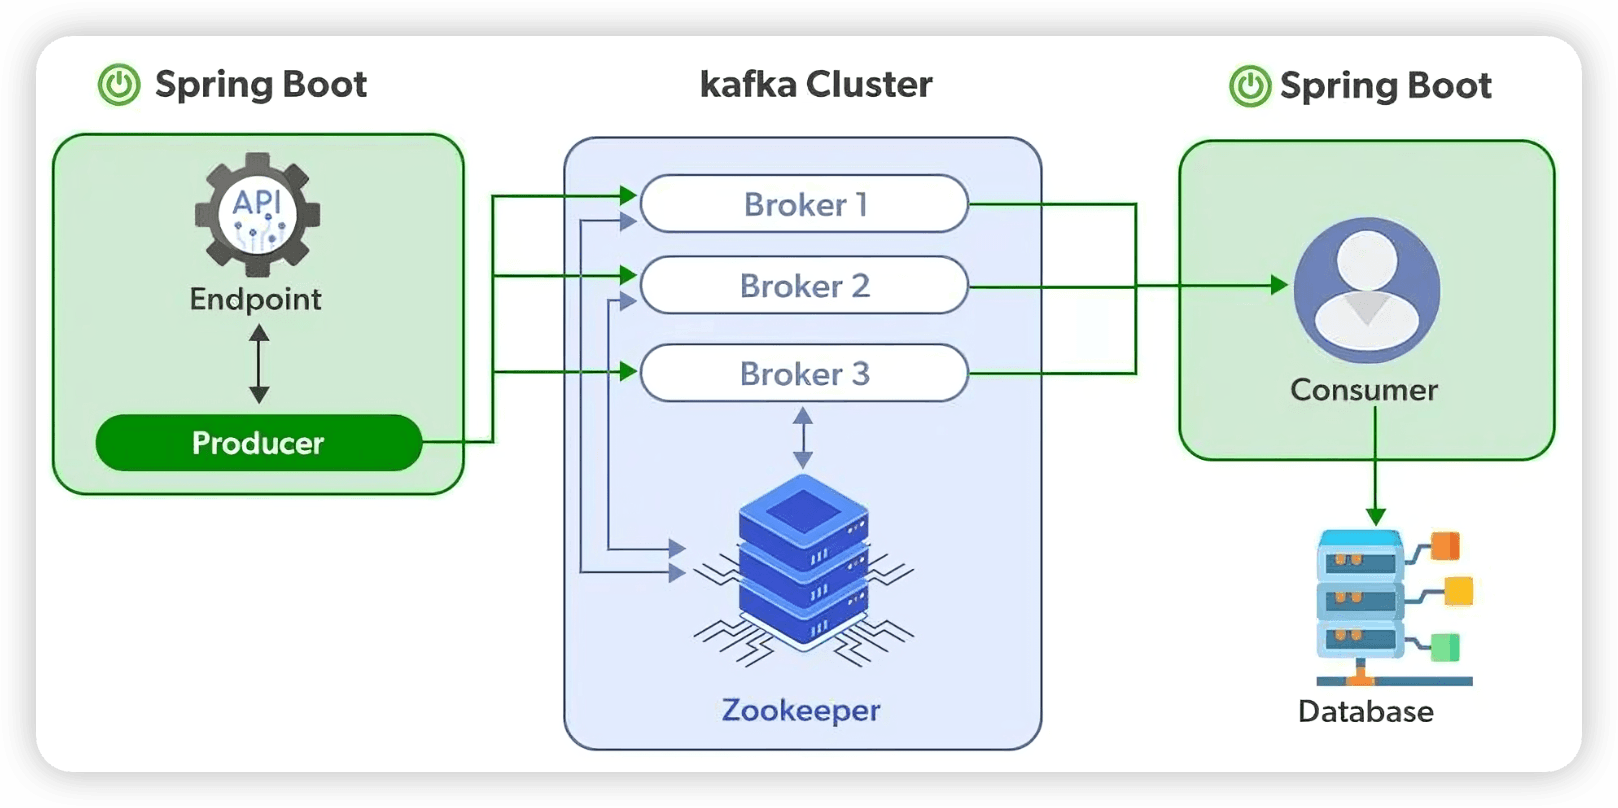 Spring Boot
kafka Cluster
Spring Boot
API
Endpoint
Producer
Broker 1
Broker 2
Broker 3
Zookeeper
Consumer
Database